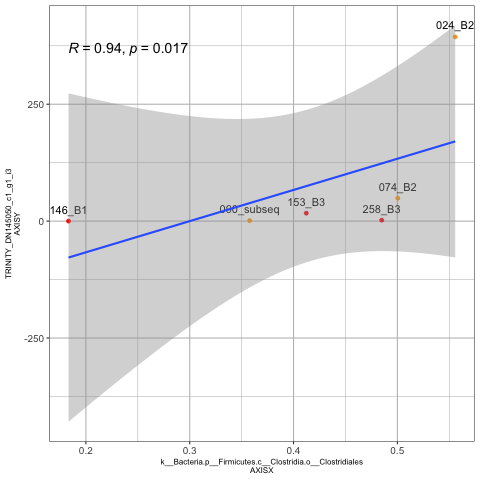 024_B2
R = 0.94, p = 0.017
250
074_B2
153_B3
146_B1
090_subseq
258_B3
0
-250
TRINITY_DN145050_c1_g1_i3
AXISY
0.2
0.3
0.4
0.5
k__Bacteria.p__Firmicutes.c__Clostridia.o__Clostridiales
AXISX